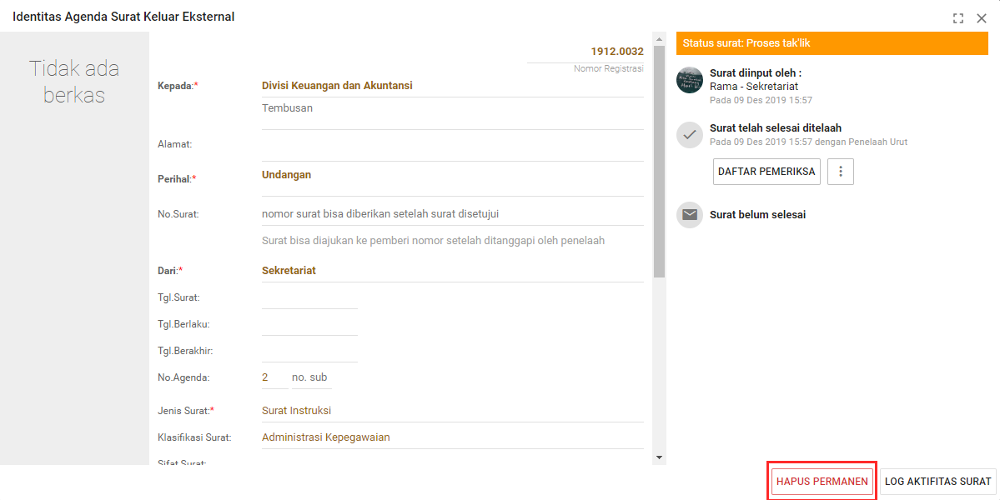 Identitas Agenda Surat Keluar Eksternal
Tidak ada
berkas
1912.0032
Nomor Registrasi
Kepada:*
Divisi Keuangan dan Akuntansi
Tembusan
Alamat:
Perihal:*
Undangan
No.Surat:
nomor surat bisa diberikan setelah surat disetujui
Surat bisa diajukan ke pemberi nomor setelah ditanggapi oleh penelaah
Dari:*
Sekretariat
Tgl.Surat:
Tgl.Berlaku:
Tgl.Berakhir:
No.Agenda:
2 no. sub
Jenis Surat:*
Surat Instruksi
Klasifikasi Surat:
Administrasi Kepegawaian
Sifat Surat:
Status surat: Proses tak'lik
Surat diinput oleh :
Rama - Sekretariat
Pada 09 Des 2019 15:57
Surat telah selesai ditelaah
Pada 09 Des 2019 15:57 dengan Penelaah Urut
DAFTAR PEMERIKSA
Surat belum selesai
HAPUS PERMANEN
LOG AKTIFITAS SURAT